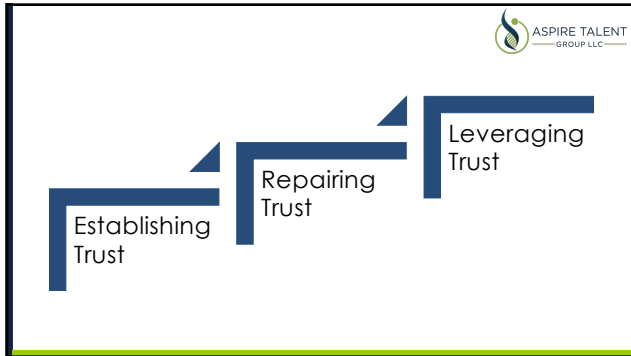 ASPIRE TALENT
GROUP LLC
Establishing
Trust
Repairing
Trust
Leveraging
Trust